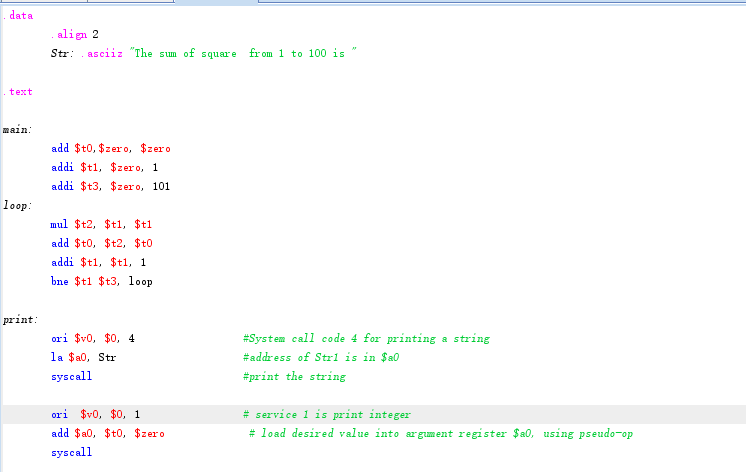 .data
.align 2
Str: .asciiz "The sum of square  from 1 to 100 is "
.text
main:
add $t0,$zero, $zero
addi $t1, $zero, 1
addi $t3, $zero, 101
loop:
mul $t2, $t1, $t1
add $t0, $t2, $t0
addi $t1, $t1, 1
bne $t1 $t3, loop
print:
ori $v0, $0, 4 #System call code 4 for printing a string
la $a0, Str #address of Str1 is in $a0
syscall #print the string
ori  $v0, $0, 1 # service 1 is print integer
add $a0, $t0, $zero # load desired value into argument register $a0, using pseudo-op
syscall